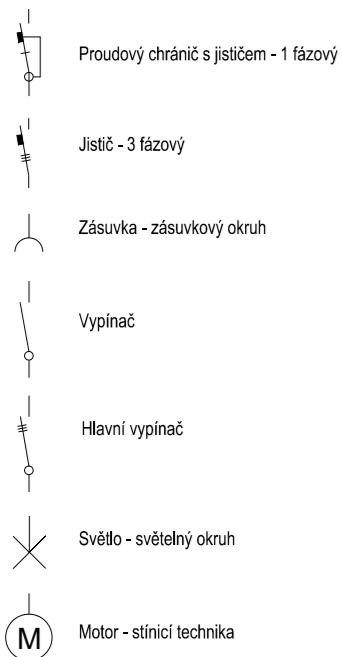 Proudový chránič s jističem - 1 fázový
Jistič - 3 fázový
Zásuvka - zásuvkový okruh
Vypínač
Hlavní vypínač
Světlo - světelný okruh
M Motor - stínicí technika